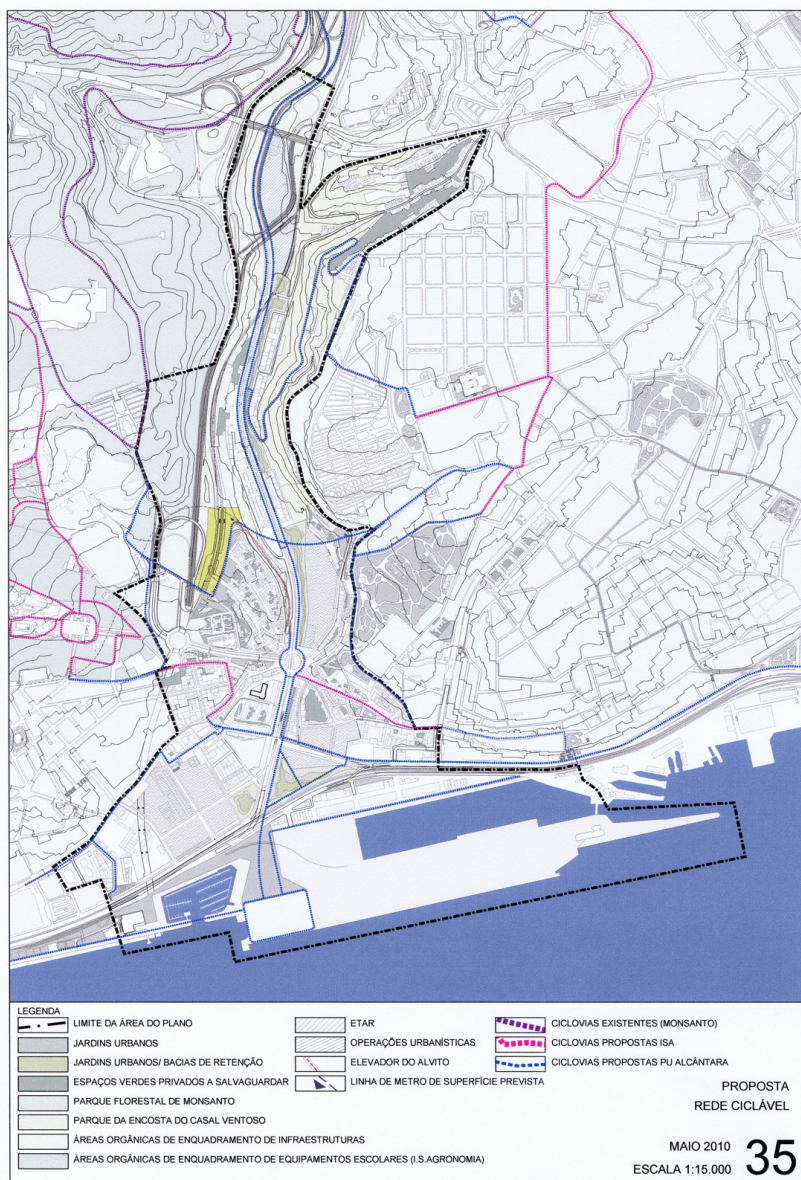 LEGENDA
LIMITE DA ÁREA DO PLANO
JARDINS URBANOS
JARDINS URBANOS/ BACIAS DE RETENÇÃO
ESPAÇOS VERDES PRIVADOS A SALVAGUARDAR
PARQUE FLORESTAL DE MONSANTO
PARQUE DA ENCOSTA DO CASAL VENTOSO
ÁREAS ORGÂNICAS DE ENQUADRAMENTO DE INFRAESTRUTURAS
ÁREAS ORGÂNICAS DE ENQUADRAMENTO DE EQUIPAMENTOS ESCOLARES (I.S.AGRONOMIA)
ETAR
OPERAÇÕES URBANÍSTICAS
ELEVADOR DO ALVITO
LINHA DE METRO DE SUPERFÍCIE PREVISTA
CICLOVIAS EXISTENTES (MONSANTO)
CICLOVIAS PROPOSTAS ISA
CICLOVIAS PROPOSTAS PU ALCÂNTARA
PROPOSTA
REDE CICLÁVEL
MAIO 2010
ESCALA 1:15.000
35